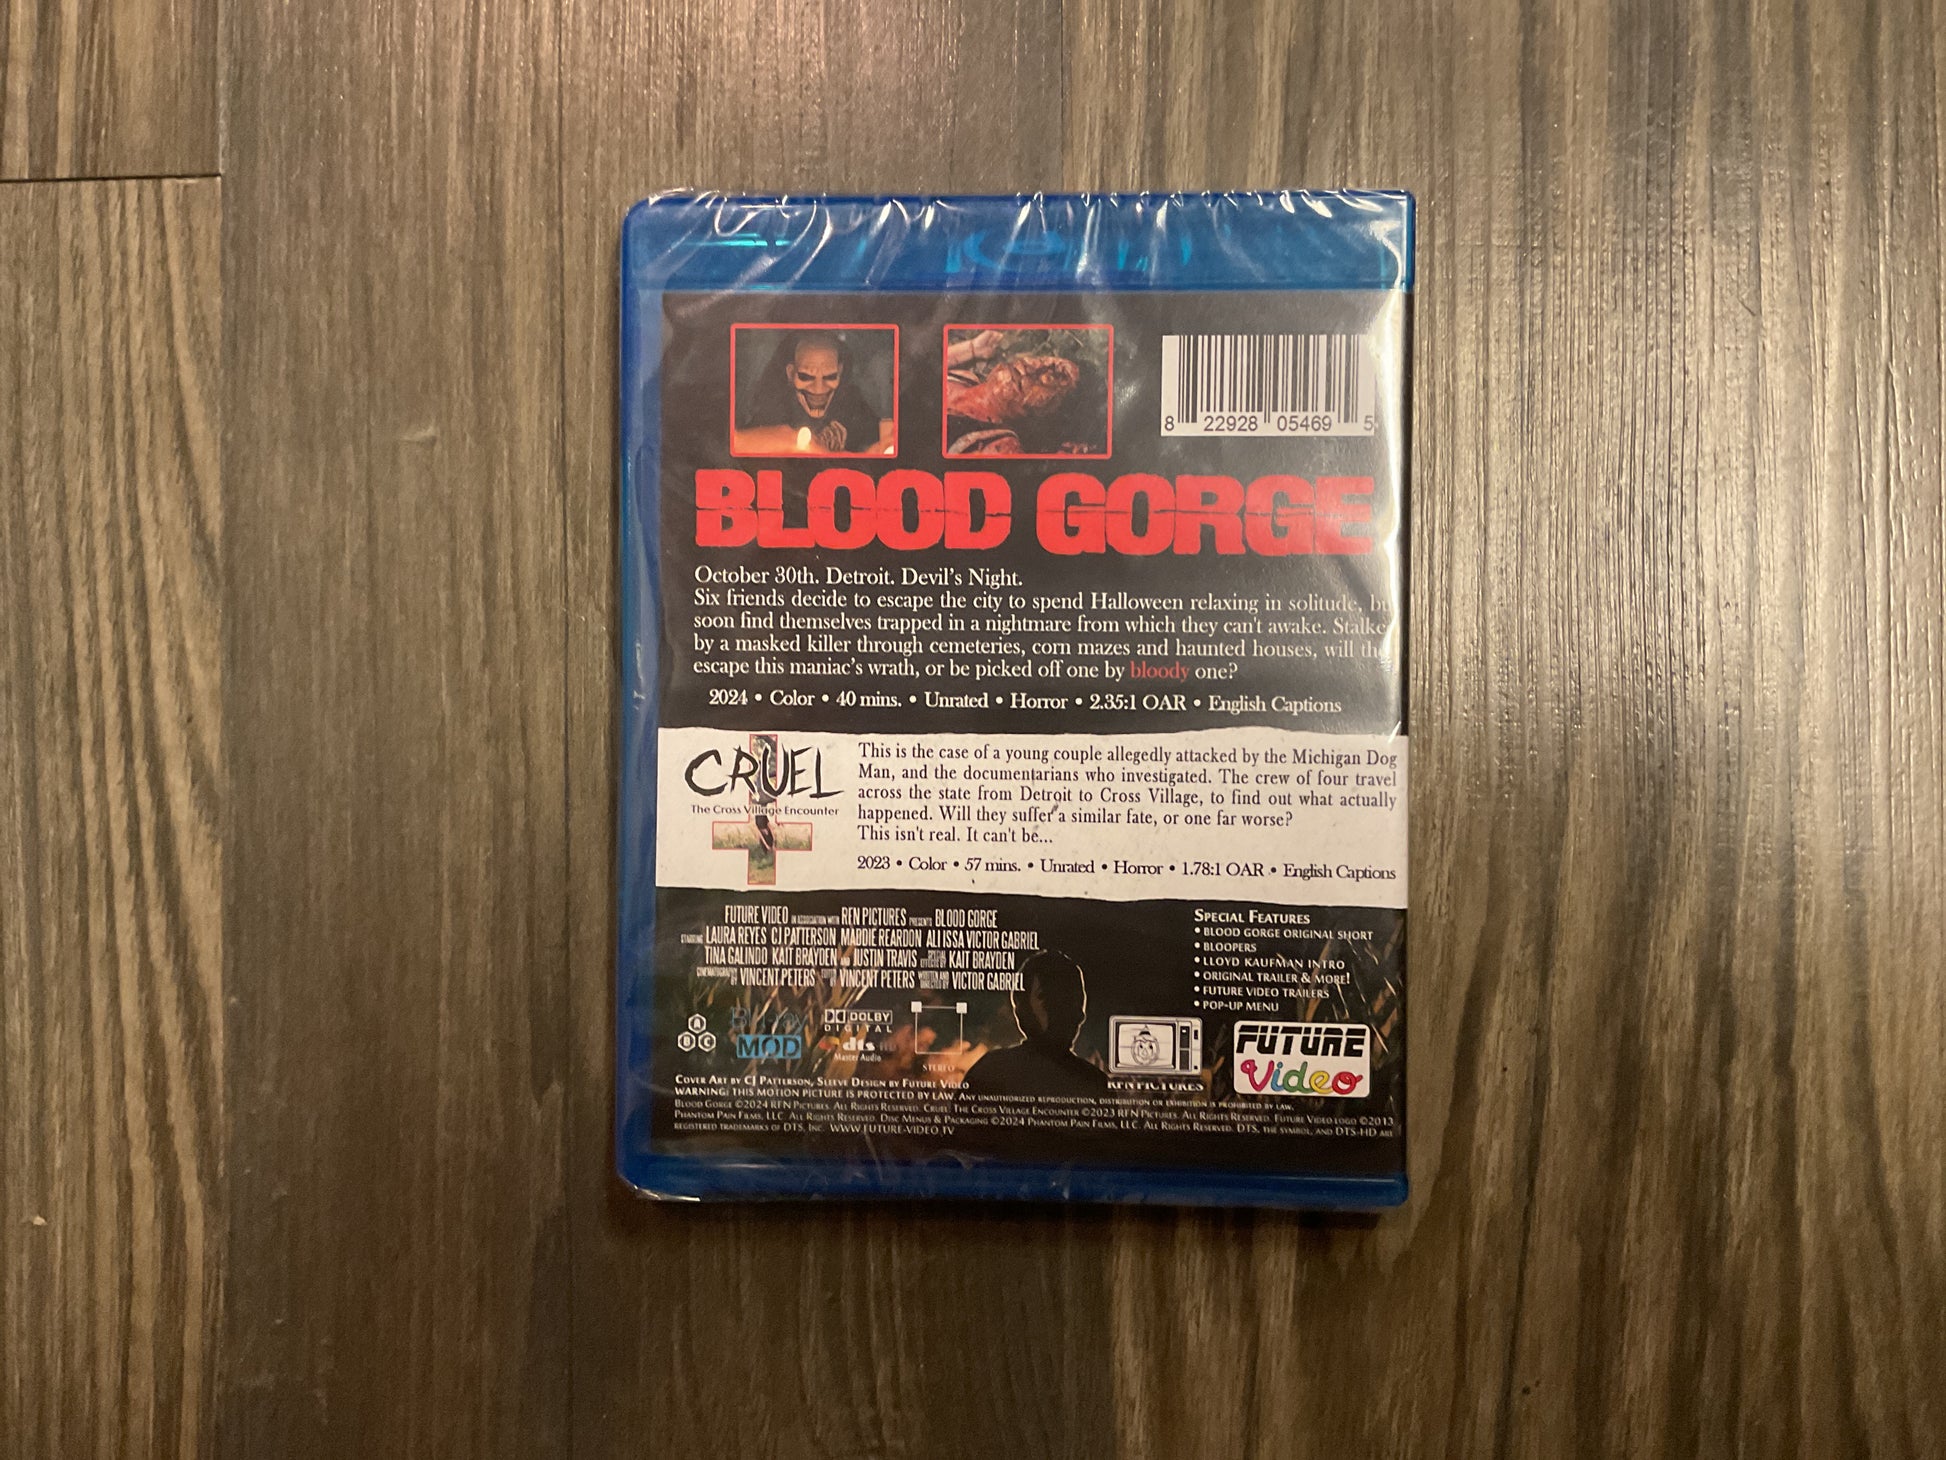 8 22928 05469 5
BLOOD GORGE
October 30th. Detroit. Devil's Night.
Six friends decide to escape the city to spend Halloween relaxing in solitude, bu
soon find themselves trapped in a nightmare from which they can't awake. Stalke
by a masked killer through cemeteries, corn mazes and haunted houses, will the
escape this maniac's wrath, or be picked off one by bloody one?
2024 • Color • 40 mins. • Unrated • Horror • 2.35:1 OAR • English Captions
CRUEL
The Cross Village Encounter
This is the case of a young couple allegedly attacked by the Michigan Dog
Man, and the documentarians who investigated. The crew of four travel
across the state from Detroit to Cross Village, to find out what actually
happened. Will they suffer a similar fate, or one far worse?
This isn't real. It can't be...
2023 • Color • 57 mins. • Unrated • Horror • 1.78:1 OAR • English Captions
FUTURE VIDEO IN ASSOCIATION WITH RFN PICTURES PRESENTS BLOOD GORGE
STARRING LAURA REYES CJ PATTERSON MADDIE REARDON ALI ISSA VICTOR GABRIEL
TINA GALINDO KAIT BRAYDEN AND JUSTIN TRAVIS SPECIAL EFFECTS BY KAIT BRAYDEN
CINEMATOGRAPHY BY VINCENT PETERS EDITED BY VINCENT PETERS WRITTEN AND DIRECTED BY VICTOR GABRIEL
SPECIAL FEATURES
• BLOOD GORGE ORIGINAL SHORT
• BLOOPERS
• LLOYD KAUFMAN INTRO
• ORIGINAL TRAILER & MORE!
• FUTURE VIDEO TRAILERS
• POP-UP MENU
A
B C
MOD
DOLBY
DIGITAL
dts HD
Master Audio
STEREO
RFN PICTURES
FUTURE
Video
COVER ART BY CJ PATTERSON, SLEEVE DESIGN BY FUTURE VIDEO
WARNING: THIS MOTION PICTURE IS PROTECTED BY LAW. ANY UNAUTHORIZED REPRODUCTION, DISTRIBUTION OR EXHIBITION IS PROHIBITED BY LAW.
BLOOD GORGE ©2024 RFN PICTURES. ALL RIGHTS RESERVED. CRUEL: THE CROSS VILLAGE ENCOUNTER ©2023 RFN PICTURES. ALL RIGHTS RESERVED. FUTURE VIDEO LOGO ©2013
PHANTOM PAIN FILMS, LLC. ALL RIGHTS RESERVED. DISC MENUS & PACKAGING ©2024 PHANTOM PAIN FILMS, LLC. ALL RIGHTS RESERVED. DTS, THE SYMBOL, AND DTS-HD ARE
REGISTERED TRADEMARKS OF DTS, INC. WWW.FUTURE-VIDEO.TV